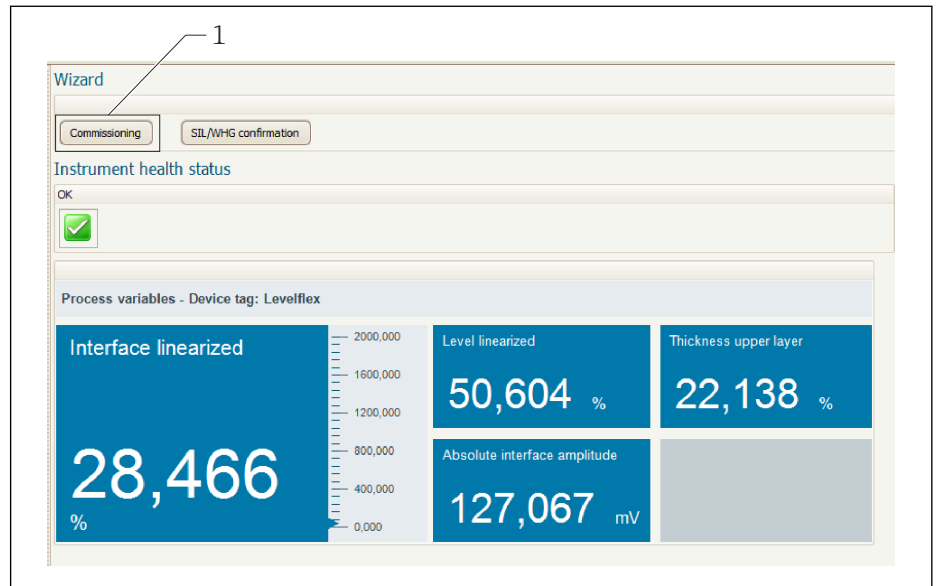 1
Wizard
Commissioning
SIL/WHG confirmation
Instrument health status
OK
Process variables - Device tag: Levelflex
Interface linearized
28,466
%
2000,000
1600,000
1200,000
800,000
400,000
0,000
Level linearized
50,604 %
Thickness upper layer
22,138 %
Absolute interface amplitude
127,067 mV